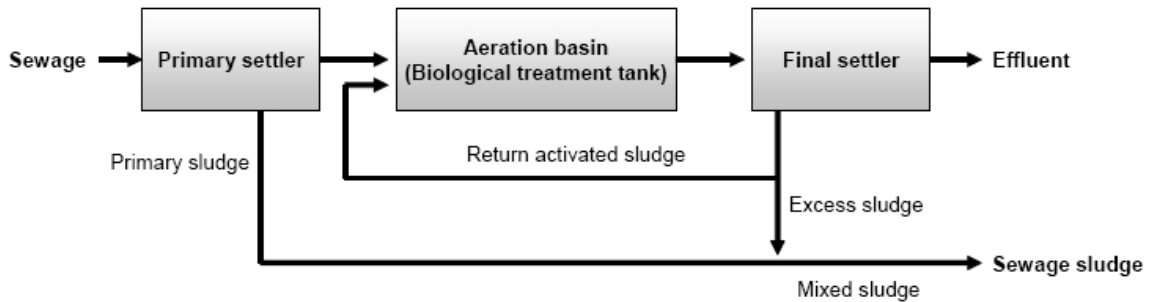 Sewage
Primary settler
Aeration basin
(Biological treatment tank)
Final settler
Effluent
Primary sludge
Return activated sludge
Excess sludge
Sewage sludge
Mixed sludge